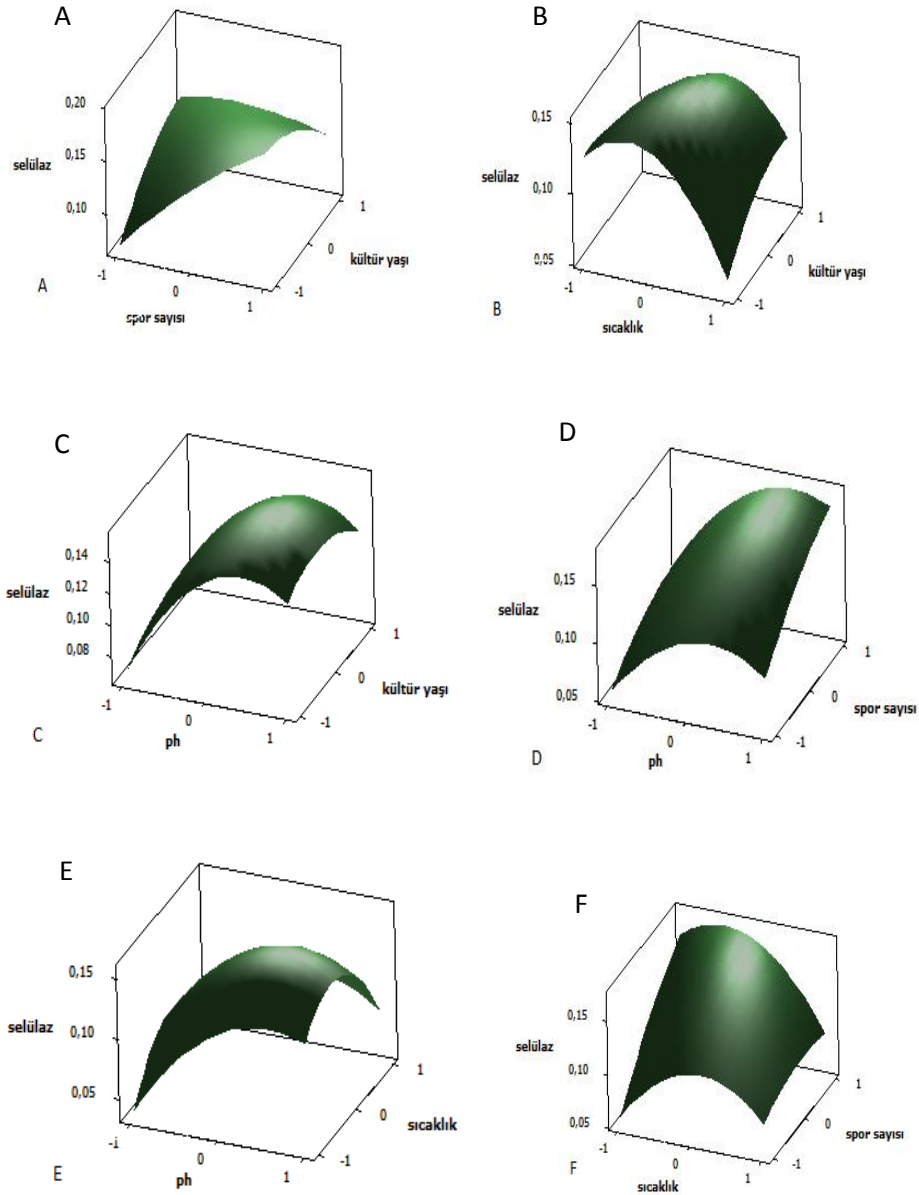 A
0,20
0,15
0,10
selülaz
-1
0
1
spor sayısı
-1
0
1
kültür yaşı
A
B
0,15
0,10
0,05
selülaz
-1
0
1
sıcaklık
-1
0
1
kültür yaşı
B
C
0,14
0,12
0,10
0,08
selülaz
-1
0
1
ph
-1
0
1
kültür yaşı
C
D
0,15
0,10
0,05
selülaz
-1
0
1
ph
-1
0
1
spor sayısı
D
E
0,15
0,10
0,05
selülaz
-1
0
1
ph
-1
0
1
sıcaklık
E
F
0,15
0,10
0,05
selülaz
-1
0
1
sıcaklık
-1
0
1
spor sayısı
F